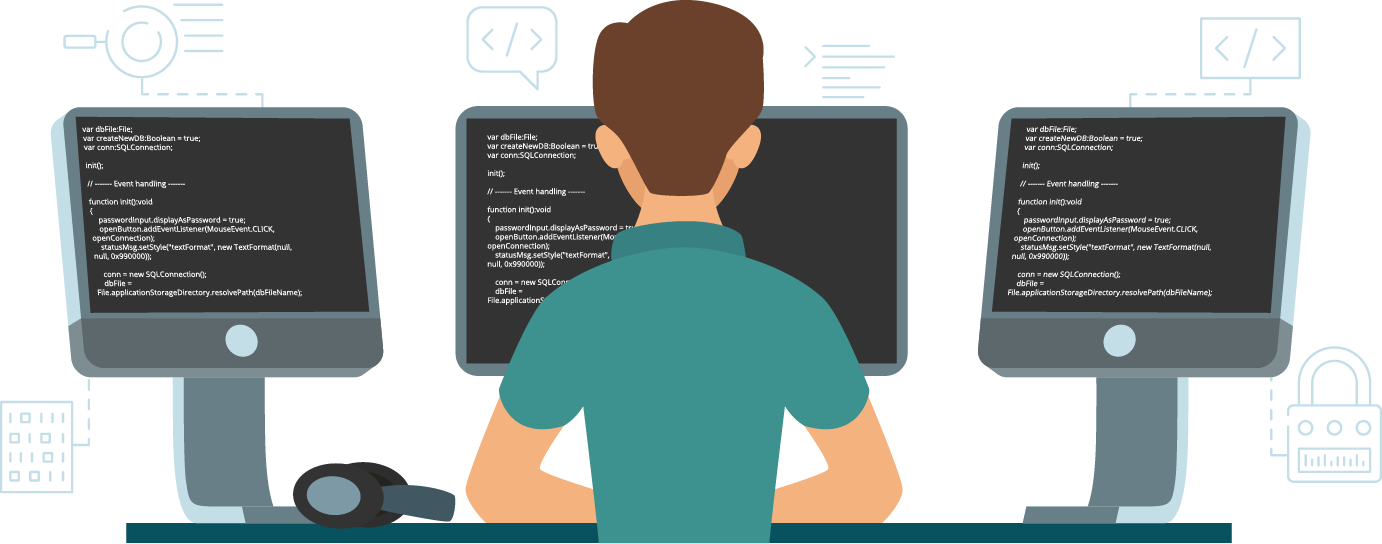 var dbFile:File;
var createNewDB:Boolean = true;
var conn:SQLConnection;
init();
// ------- Event handling -------
function init():void
{
passwordInput.displayAsPassword = true;
openButton.addEventListener(MouseEvent.CLICK,
openConnection);
statusMsg.setStyle("textFormat", new TextFormat(null,
null, 0x990000));
conn = new SQLConnection();
dbFile =
File.applicationStorageDirectory.resolvePath(dbFileName);
var dbFile:File;
var createNewDB:Boolean = tru
var conn:SQLConnection;
init();
// ------- Event handling -------
function init():void
{
passwordInput.displayAsPassword = tr
openButton.addEventListener(Mo
openConnection);
statusMsg.setStyle("textFormat",
null, 0x990000));
conn = new SQLConn
dbFile =
File.applicationS
var dbFile:File;
var createNewDB:Boolean = true;
var conn:SQLConnection;
init();
// ------- Event handling -------
function init():void
{
passwordInput.displayAsPassword = true;
openButton.addEventListener(MouseEvent.CLICK,
openConnection);
statusMsg.setStyle("textFormat", new TextFormat(null,
null, 0x990000));
conn = new SQLConnection();
dbFile =
File.applicationStorageDirectory.resolvePath(dbFileName);